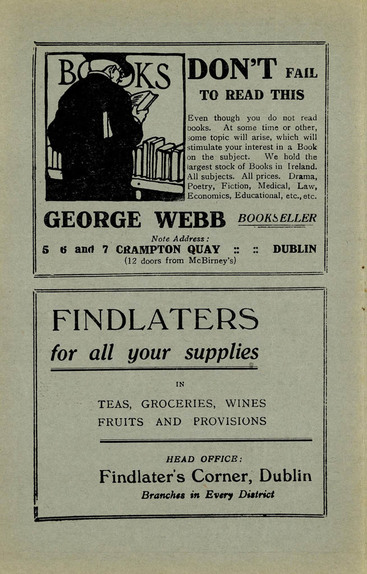 BOOKS
DON'T FAIL
TO READ THIS
Even though you do not read
books. At some time or other,
some topic will arise, which will
stimulate your interest in a Book
on the subject. We hold the
largest stock of Books in Ireland.
All subjects. All prices. Drama,
Poetry, Fiction, Medical, Law,
Economics, Educational, etc., etc.
GEORGE WEBB BOOKSELLER
Note Address:
5 6 and 7 CRAMPTON QUAY :: :: DUBLIN
(12 doors from McBirney's)
FINDLATERS
for all your supplies
IN
TEAS, GROCERIES, WINES
FRUITS AND PROVISIONS
HEAD OFFICE:
Findlater's Corner, Dublin
Branches in Every District